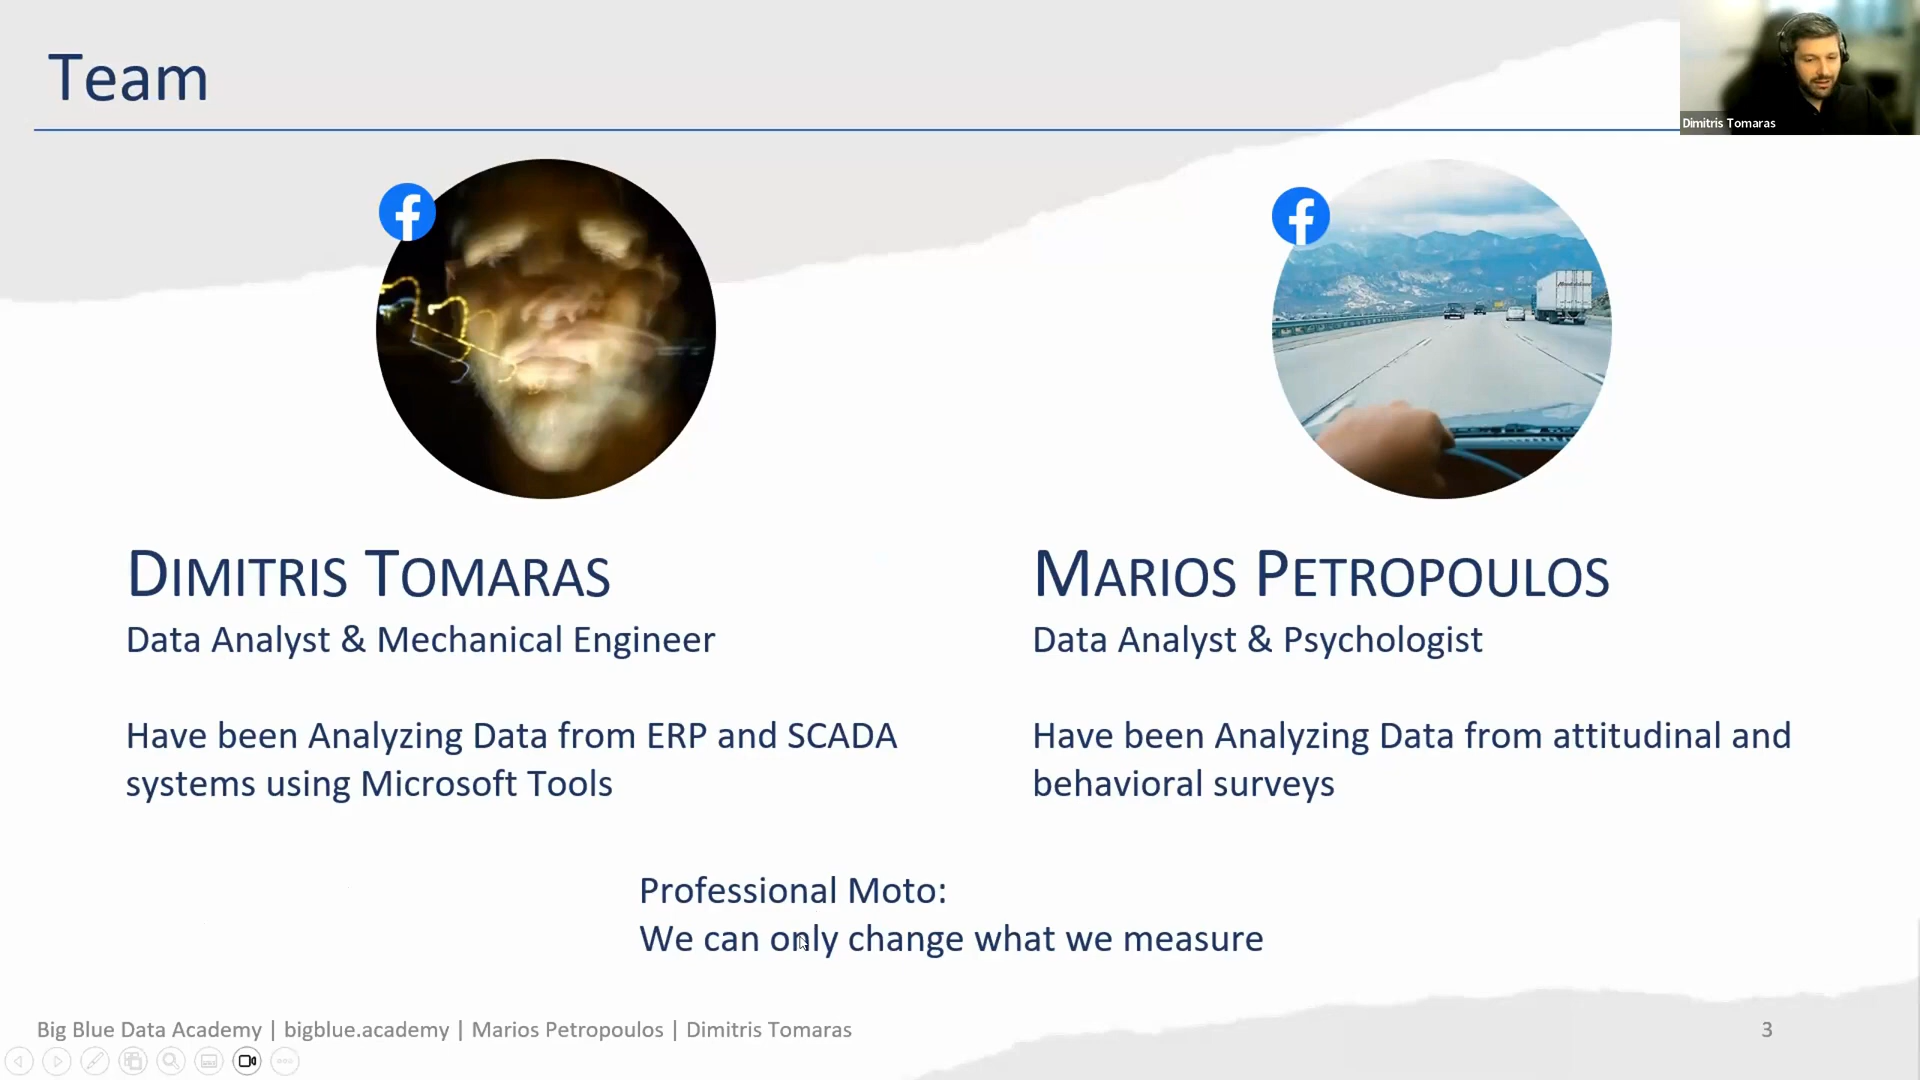 Team
Dimitris Tomaras
DIMITRIS TOMARAS
Data Analyst & Mechanical Engineer
Have been Analyzing Data from ERP and SCADA
systems using Microsoft Tools
MARIOS PETROPOULOS
Data Analyst & Psychologist
Have been Analyzing Data from attitudinal and
behavioral surveys
Professional Moto:
We can only change what we measure
Big Blue Data Academy | bigblue.academy | Marios Petropoulos | Dimitris Tomaras
3